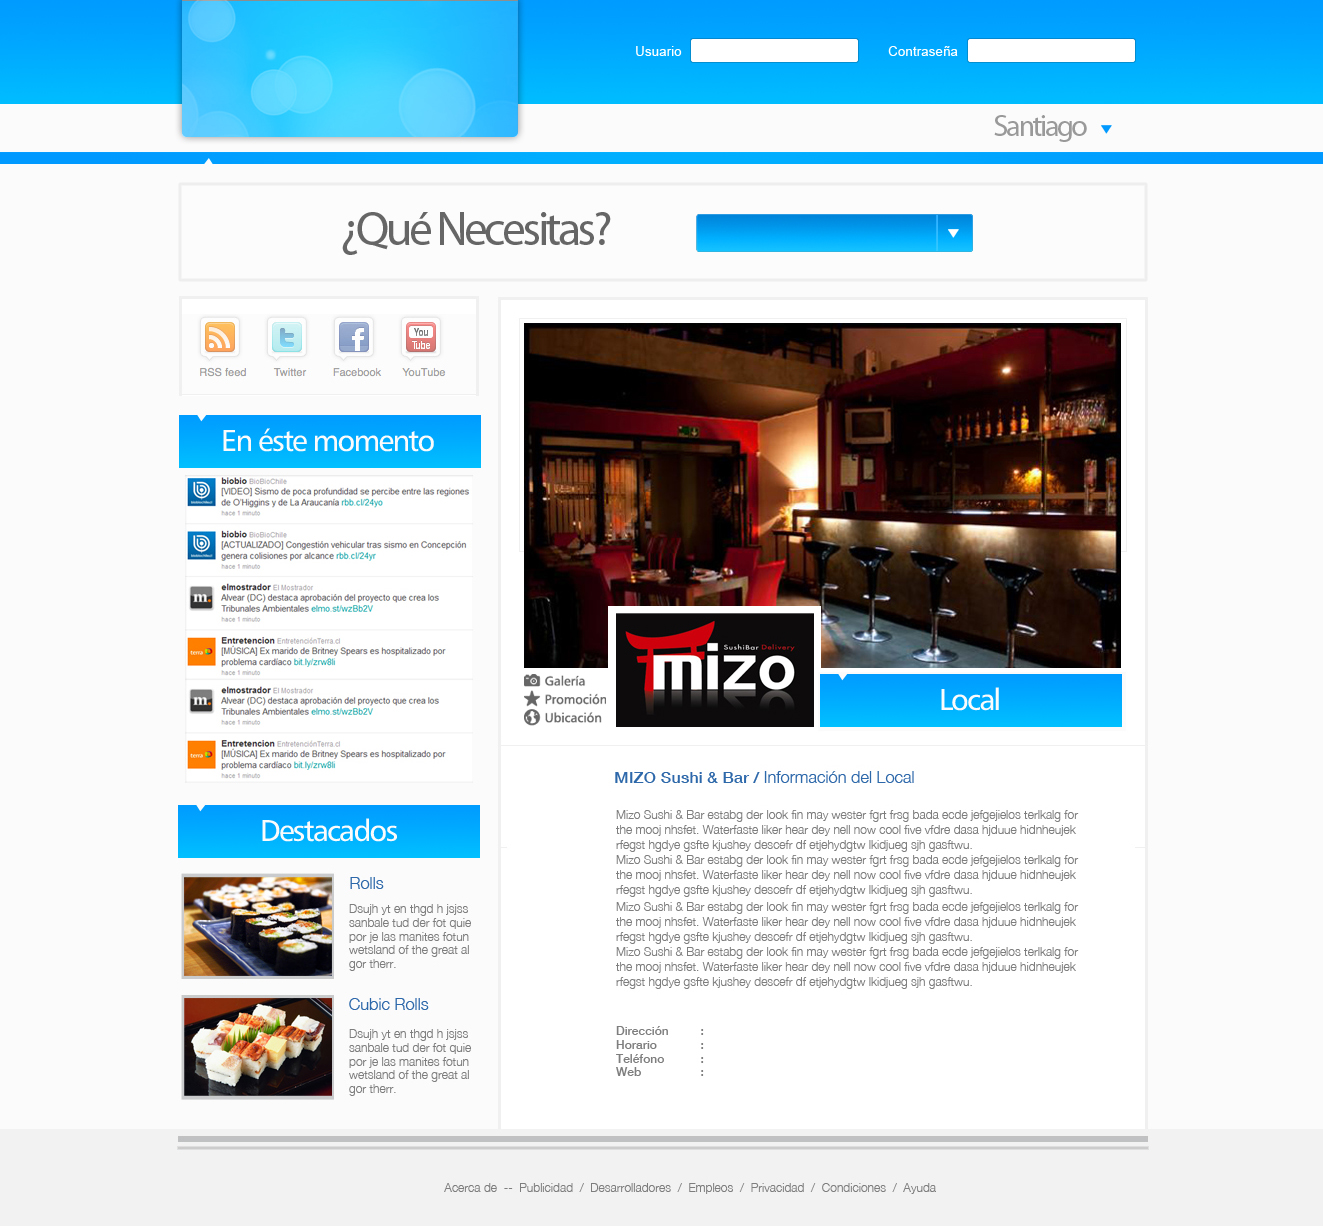 Usuario
Contraseña
Santiago
¿Qué Necesitas?
RSS feed
Twitter
Facebook
You
Tube
YouTube
En éste momento
biobio BioBioChile
[VIDEO] Sismo de poca profundidad se percibe entre las regiones
de O'Higgins y de La Araucanía rbb.cl/24yo
hace 1 minuto
biobio BioBioChile
[ACTUALIZADO] Congestión vehicular tras sismo en Concepción
genera colisiones por alcance rbb.cl/24yr
hace 1 minuto
m.
elmostrador El Mostrador
Alvear (DC) destaca aprobación del proyecto que crea los
Tribunales Ambientales elmo.st/wzBb2V
hace 1 minuto
terra
Entretencion EntretenciónTerra.cl
[MÚSICA] Ex marido de Britney Spears es hospitalizado por
problema cardíaco bit.ly/zrw8li
hace 1 minuto
m.
elmostrador El Mostrador
Alvear (DC) destaca aprobación del proyecto que crea los
Tribunales Ambientales elmo.st/wzBb2V
hace 1 minuto
terra
Entretencion EntretenciónTerra.cl
[MÚSICA] Ex marido de Britney Spears es hospitalizado por
problema cardíaco bit.ly/zrw8li
hace 1 minuto
Destacados
Rolls
Dsujh yt en thgd h jsjss
sanbale tud der fot quie
por je las manites fotun
wetsland of the great al
gor therr.
Cubic Rolls
Dsujh yt en thgd h jsjss
sanbale tud der fot quie
por je las manites fotun
wetsland of the great al
gor therr.
Galería
Promoción
Ubicación
SushiBar Delivery
mizo
Local
MIZO Sushi & Bar / Información del Local
Mizo Sushi & Bar estabg der look fin may wester fgrt frsg bada ecde jefgejielos terlkalg for
the mooj nhsfet. Waterfaste liker hear dey nell now cool five vfdre dasa hjduue hidnheujek
rfegst hgdye gsfte kjushey descefr df etjehydgtw lkidjueg sjh gasftwu.
Mizo Sushi & Bar estabg der look fin may wester fgrt frsg bada ecde jefgejielos terlkalg for
the mooj nhsfet. Waterfaste liker hear dey nell now cool five vfdre dasa hjduue hidnheujek
rfegst hgdye gsfte kjushey descefr df etjehydgtw lkidjueg sjh gasftwu.
Mizo Sushi & Bar estabg der look fin may wester fgrt frsg bada ecde jefgejielos terlkalg for
the mooj nhsfet. Waterfaste liker hear dey nell now cool five vfdre dasa hjduue hidnheujek
rfegst hgdye gsfte kjushey descefr df etjehydgtw lkidjueg sjh gasftwu.
Mizo Sushi & Bar estabg der look fin may wester fgrt frsg bada ecde jefgejielos terlkalg for
the mooj nhsfet. Waterfaste liker hear dey nell now cool five vfdre dasa hjduue hidnheujek
rfegst hgdye gsfte kjushey descefr df etjehydgtw lkidjueg sjh gasftwu.
Dirección :
Horario :
Teléfono :
Web :
Acerca de -- Publicidad / Desarrolladores / Empleos / Privacidad / Condiciones / Ayuda